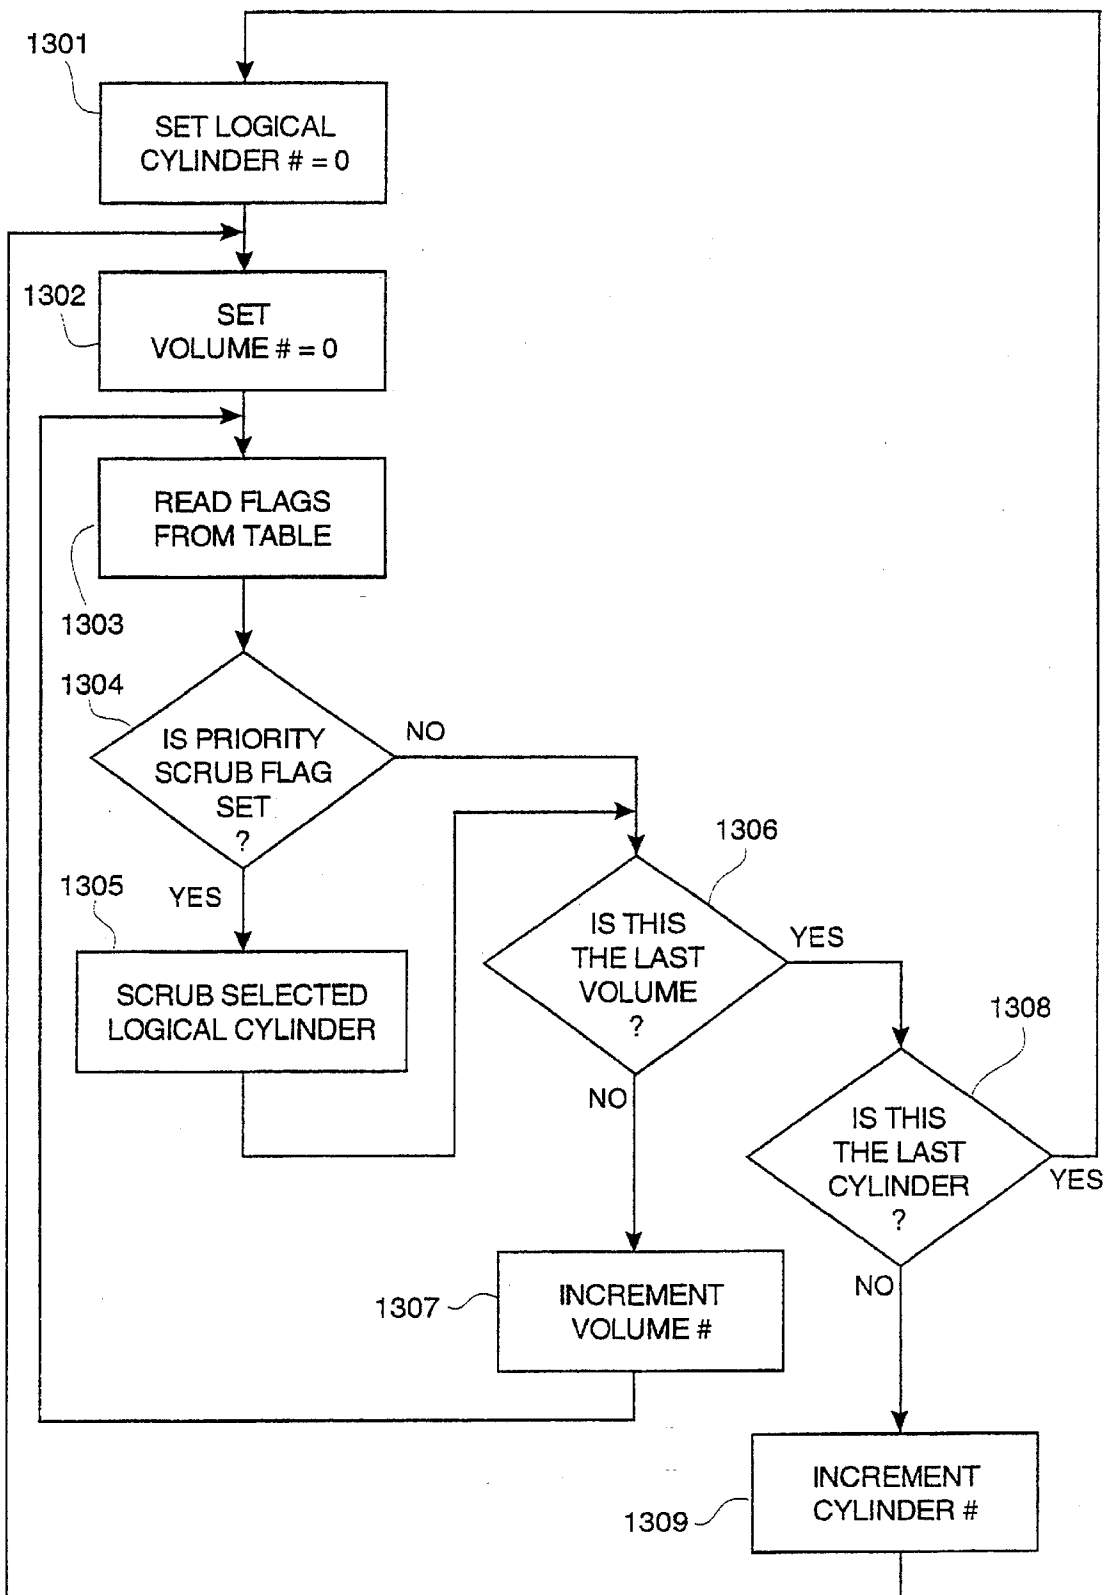 1301
SET LOGICAL
CYLINDER # = 0
1302
SET
VOLUME # = 0
READ FLAGS
FROM TABLE
1303
1304
IS PRIORITY
SCRUB FLAG
SET
?
NO
YES
1305
SCRUB SELECTED
LOGICAL CYLINDER
1306
IS THIS
THE LAST
VOLUME
?
YES
NO
1308
IS THIS
THE LAST
CYLINDER
?
YES
NO
1307
INCREMENT
VOLUME #
1309
INCREMENT
CYLINDER #